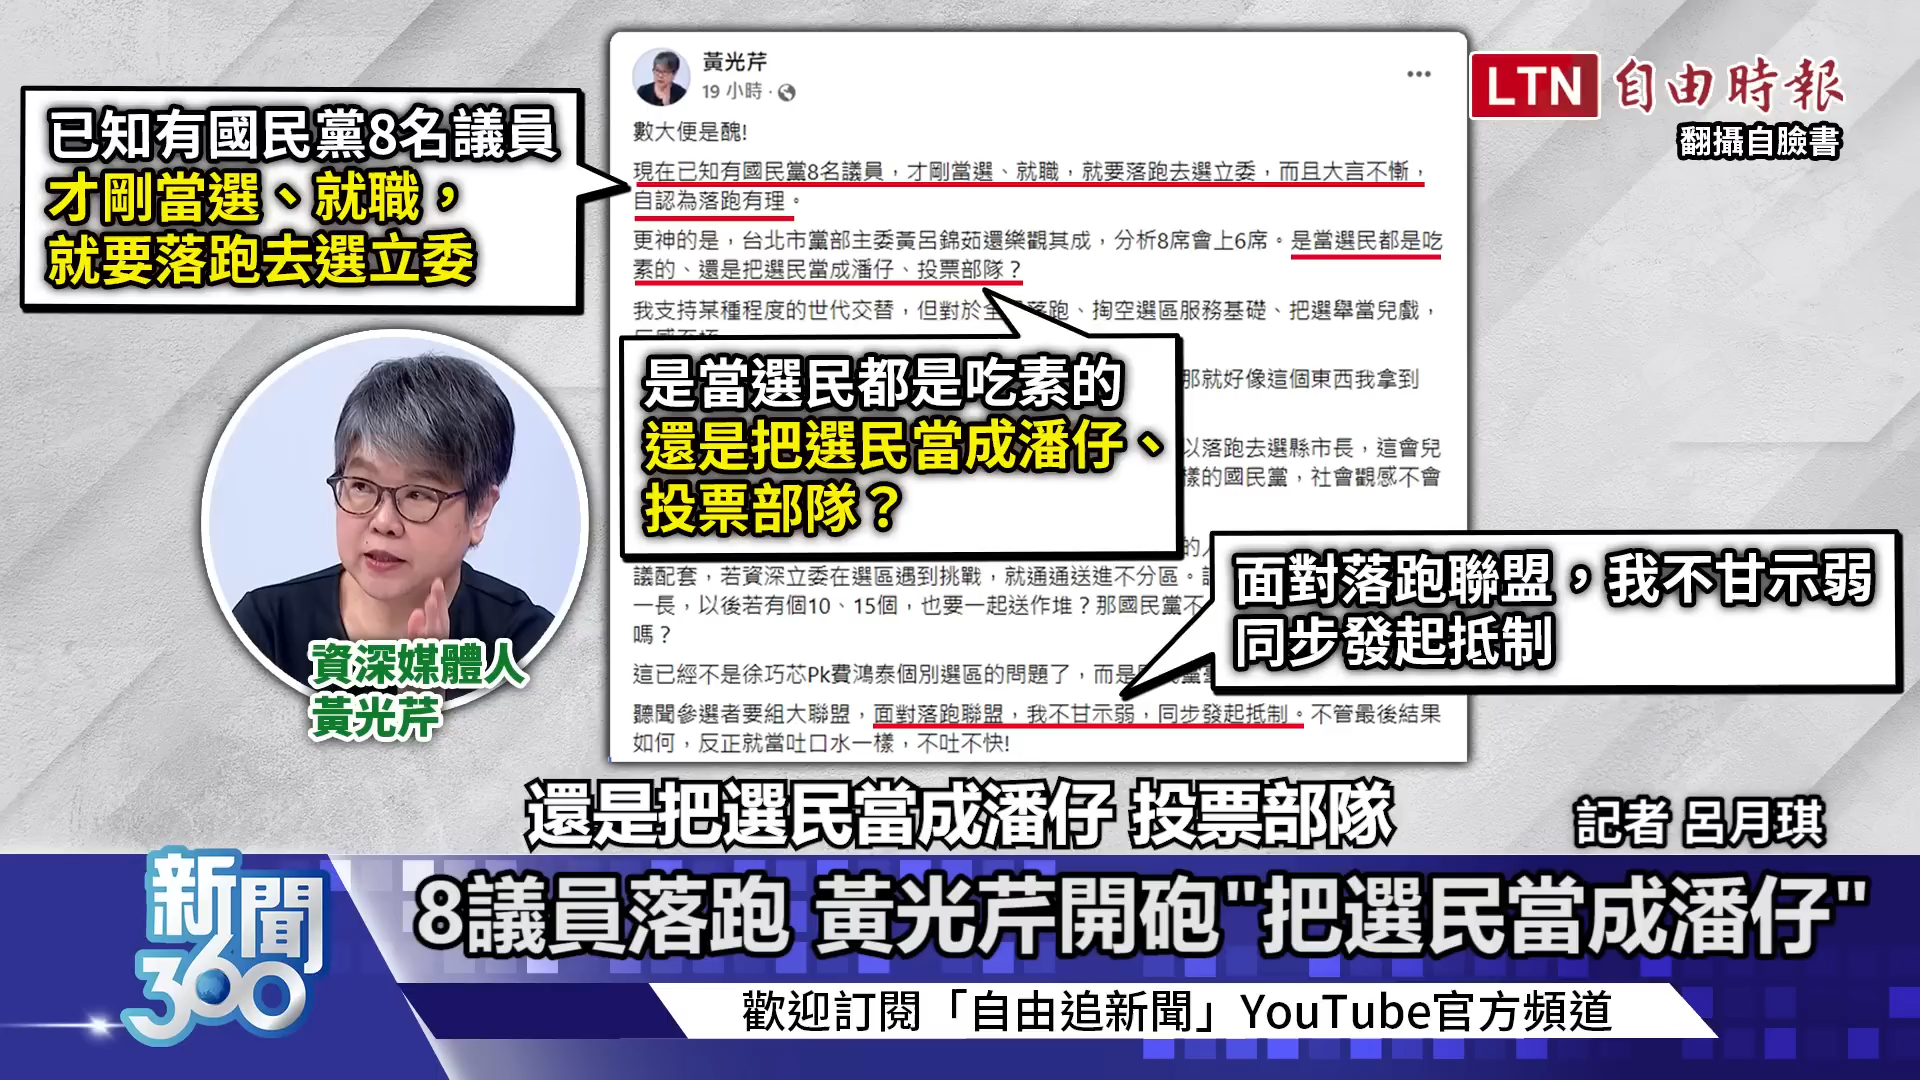 LTN 自由時報
翻攝自臉書
已知有國民黨8名議員
才剛當選、就職，
就要落跑去選立委
黃光芹
19 小時
數大便是醜!
現在已知有國民黨8名議員，才剛當選、就職，就要落跑去選立委，而且大言不慚，
自認為落跑有理。
更神的是，台北市黨部主委黃呂錦茹還樂觀其成，分析8席會上6席。是當選民都是吃
素的、還是把選民當成潘仔、投票部隊？
我支持某種程度的世代交替，但對於全 落跑、掏空選區服務基礎、把選舉當兒戲，
那就好像這個東西我拿到
以落跑去選縣市長，這會兒
樣的國民黨，社會觀感不會
是當選民都是吃素的
還是把選民當成潘仔、
投票部隊？
的
議配套，若資深立委在選區遇到挑戰，就通通送進不分區。
一長，以後若有個10、15個，也要一起送作堆？那國民黨不
嗎？
這已經不是徐巧芯Pk費鴻泰個別選區的問題了，而是
聽聞參選者要組大聯盟，面對落跑聯盟，我不甘示弱，同步發起抵制。不管最後結果
如何，反正就當吐口水一樣，不吐不快!
面對落跑聯盟，我不甘示弱
同步發起抵制
資深媒體人
黃光芹
還是把選民當成潘仔 投票部隊
記者 呂月琪
新聞360
8議員落跑 黃光芹開砲"把選民當成潘仔"
歡迎訂閱「自由追新聞」YouTube官方頻道